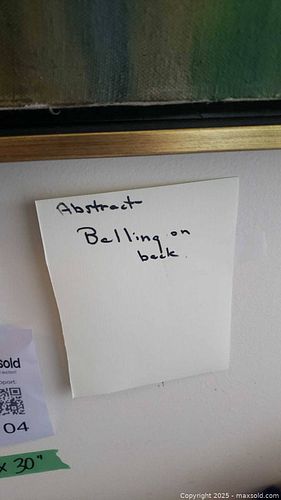 Abstract
Belling on
back.
sold
04
x 30"
Copyright 2025 - maxsold.com